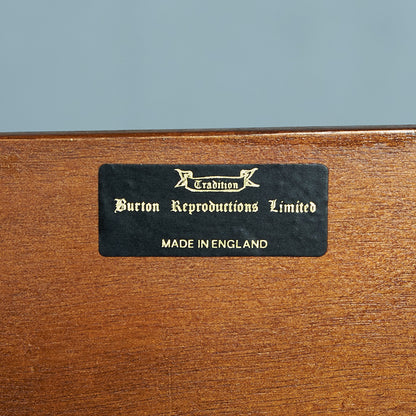 Tradition
Burton Reproductions Limited
MADE IN ENGLAND